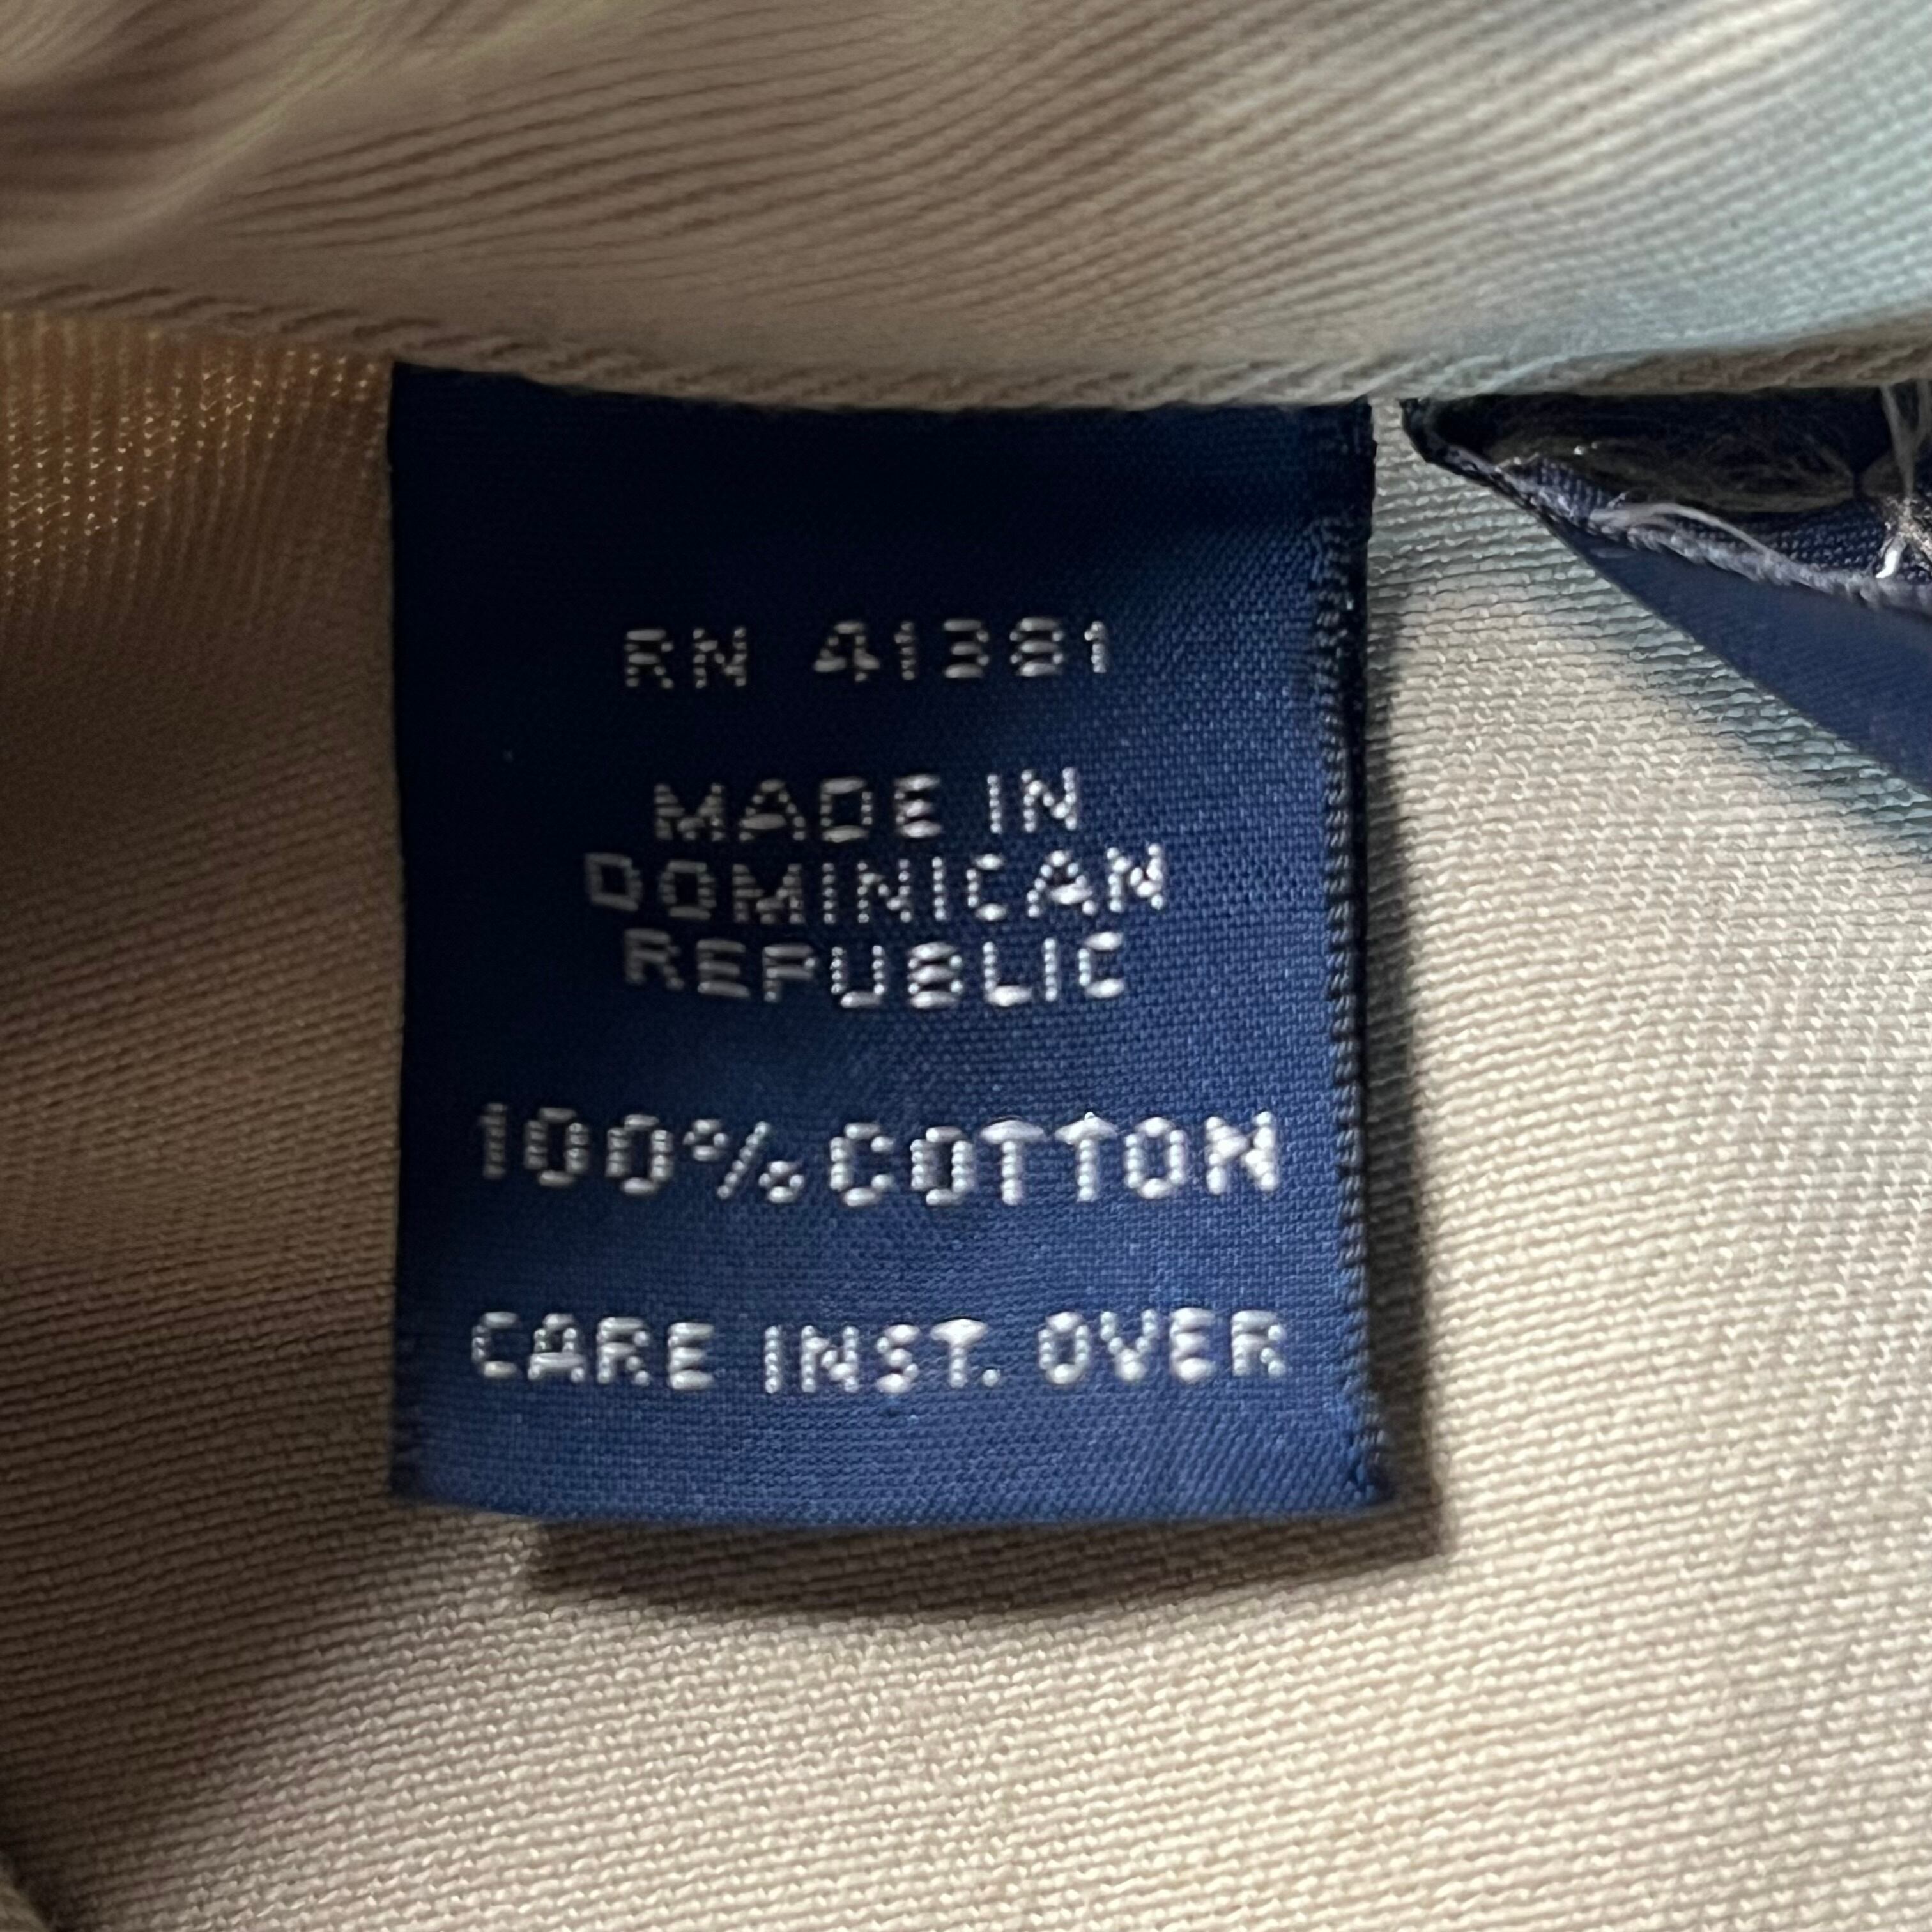 RN 41381
MADE IN
DOMINICAN
REPUBLIC
100% COTTON
CARE INST. OVER